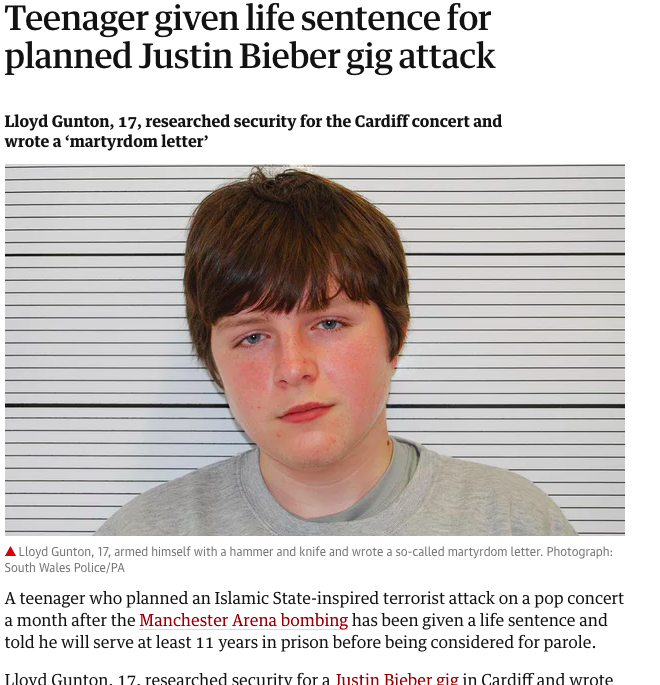 Teenager given life sentence for
planned Justin Bieber gig attack
Lloyd Gunton, 17, researched security for the Cardiff concert and
wrote a ‘martyrdom letter’
Lloyd Gunton, 17, armed himself with a hammer and knife and wrote a so-called martyrdom letter. Photograph:
South Wales Police/PA
A teenager who planned an Islamic State-inspired terrorist attack on a pop concert
a month after the Manchester Arena bombing has been given a life sentence and
told he will serve at least 11 years in prison before being considered for parole.
Lloyd Gunton, 17, researched security for a Justin Bieber gig in Cardiff and wrote